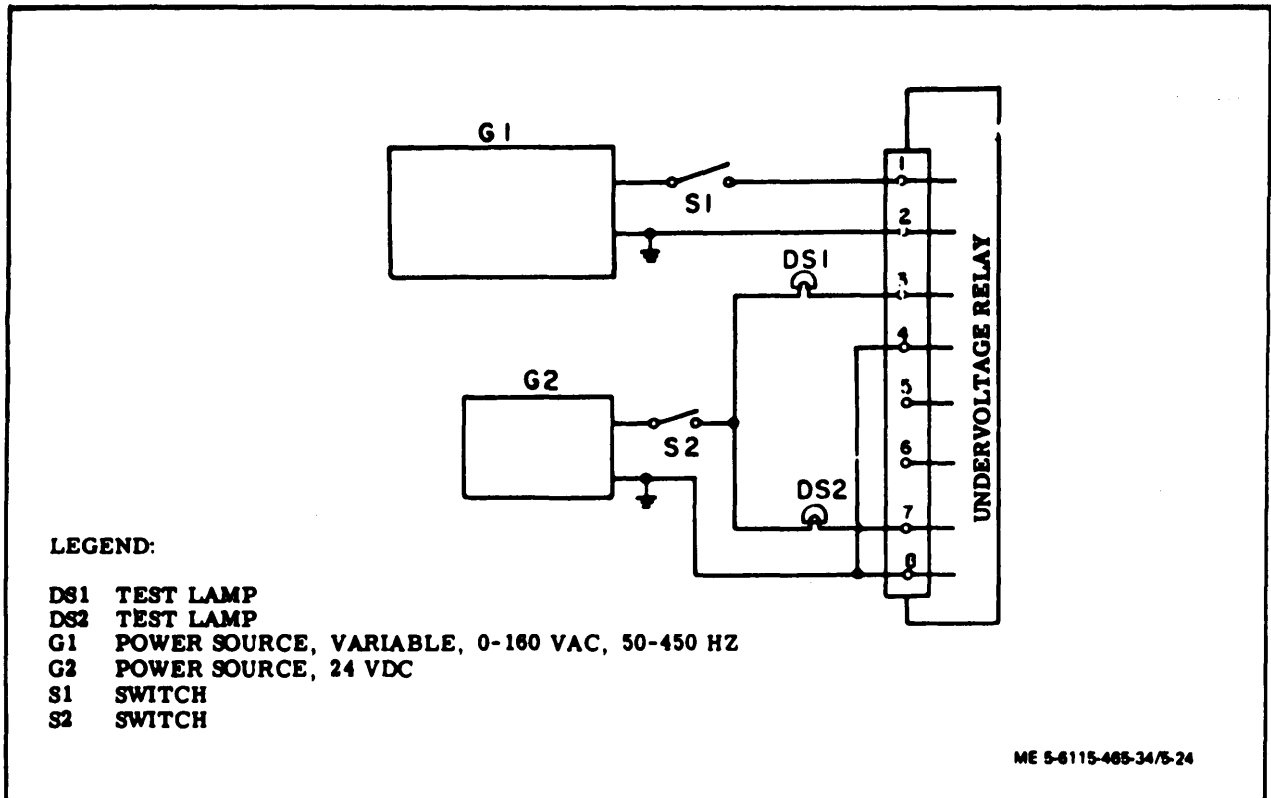 G1
S1
1
2
DS1
3
4
G2
S2
5
6
DS2
7
8
UNDERVOLTAGE RELAY
LEGEND:
DS1 TEST LAMP
DS2 TEST LAMP
G1 POWER SOURCE, VARIABLE, 0-160 VAC, 50-450 HZ
G2 POWER SOURCE, 24 VDC
S1 SWITCH
S2 SWITCH
ME 5-6115-465-34/5-24